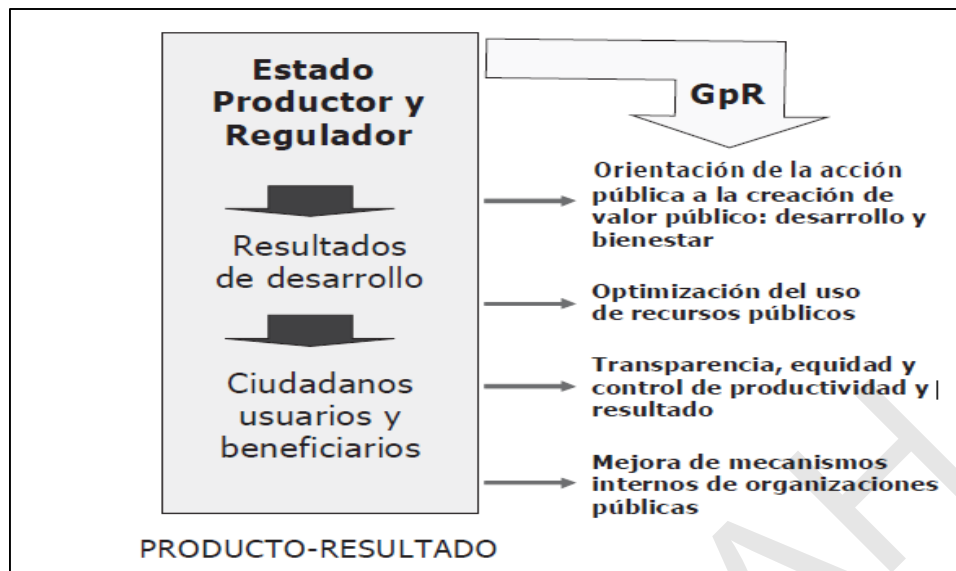 Estado
Productor y
Regulador
Resultados
de desarrollo
Ciudadanos
usuarios y
beneficiarios
PRODUCTO-RESULTADO
GpR
Orientación de la acción
pública a la creación de
valor público: desarrollo y
bienestar
Optimización del uso
de recursos públicos
Transparencia, equidad y
control de productividad y
resultado
Mejora de mecanismos
internos de organizaciones
públicas